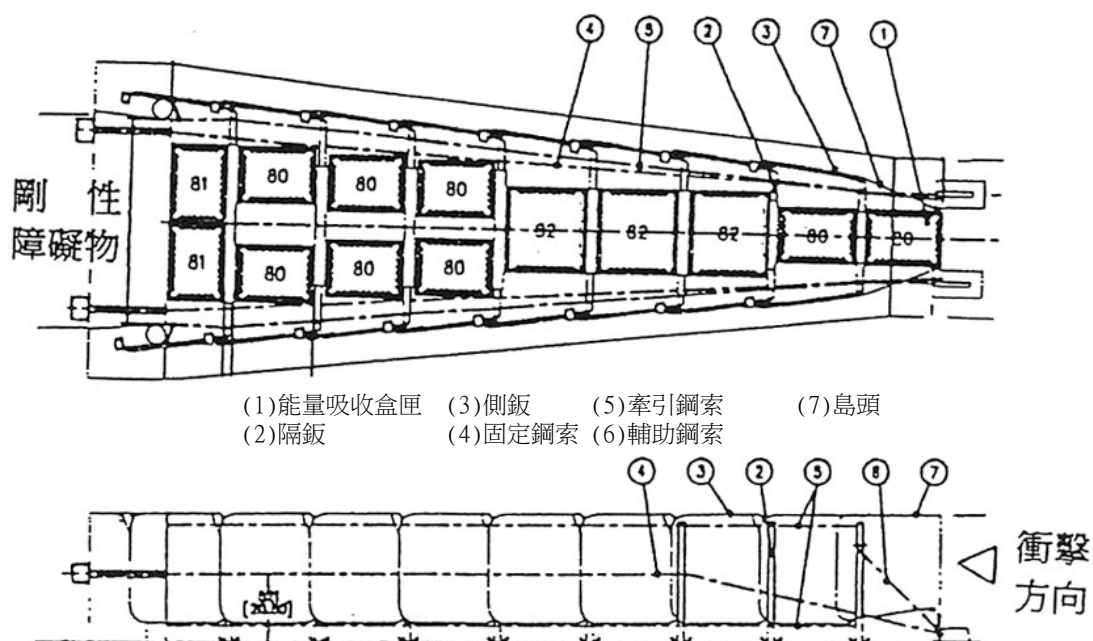 4 5 2 3 7 1
81 80 80 80
82 82 82 80 80
81 80 80 80
剛 性
障礙物
(1)能量吸收盒匣 (3)側鈑 (5)牽引鋼索 (7)島頭
(2)隔鈑 (4)固定鋼索 (6)輔助鋼索
4 3 2 5 6 7
衝擊
方向